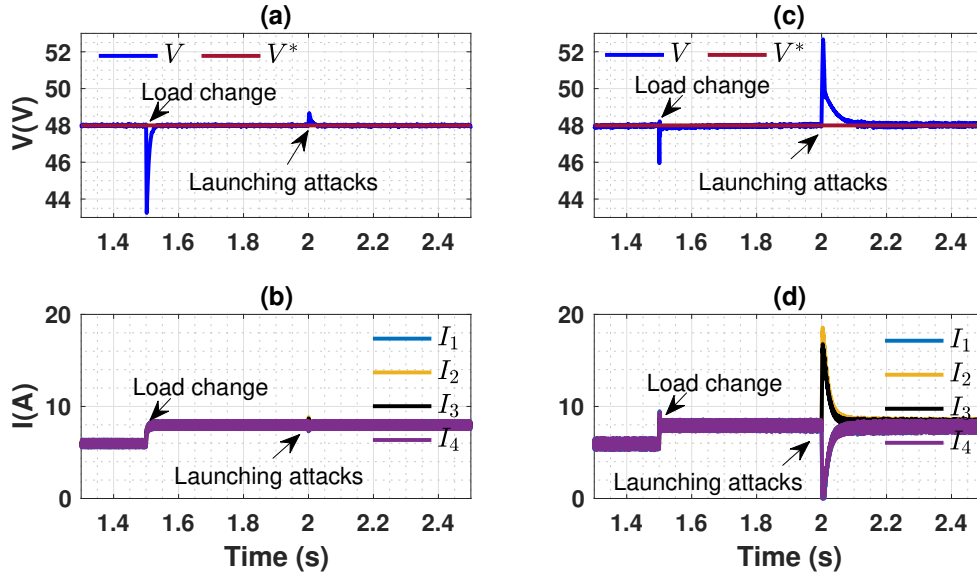 (a)
V V*
Load change
Launching attacks
V(V)
52
50
48
46
44
1.4 1.6 1.8 2 2.2 2.4
(c)
V V*
Load change
Launching attacks
52
50
48
46
44
1.4 1.6 1.8 2 2.2 2.4
(b)
I1
I2
I3
I4
Load change
Launching attacks
I(A)
20
10
0
1.4 1.6 1.8 2 2.2 2.4
Time (s)
(d)
I1
I2
I3
I4
Load change
Launching attacks
20
10
0
1.4 1.6 1.8 2 2.2 2.4
Time (s)